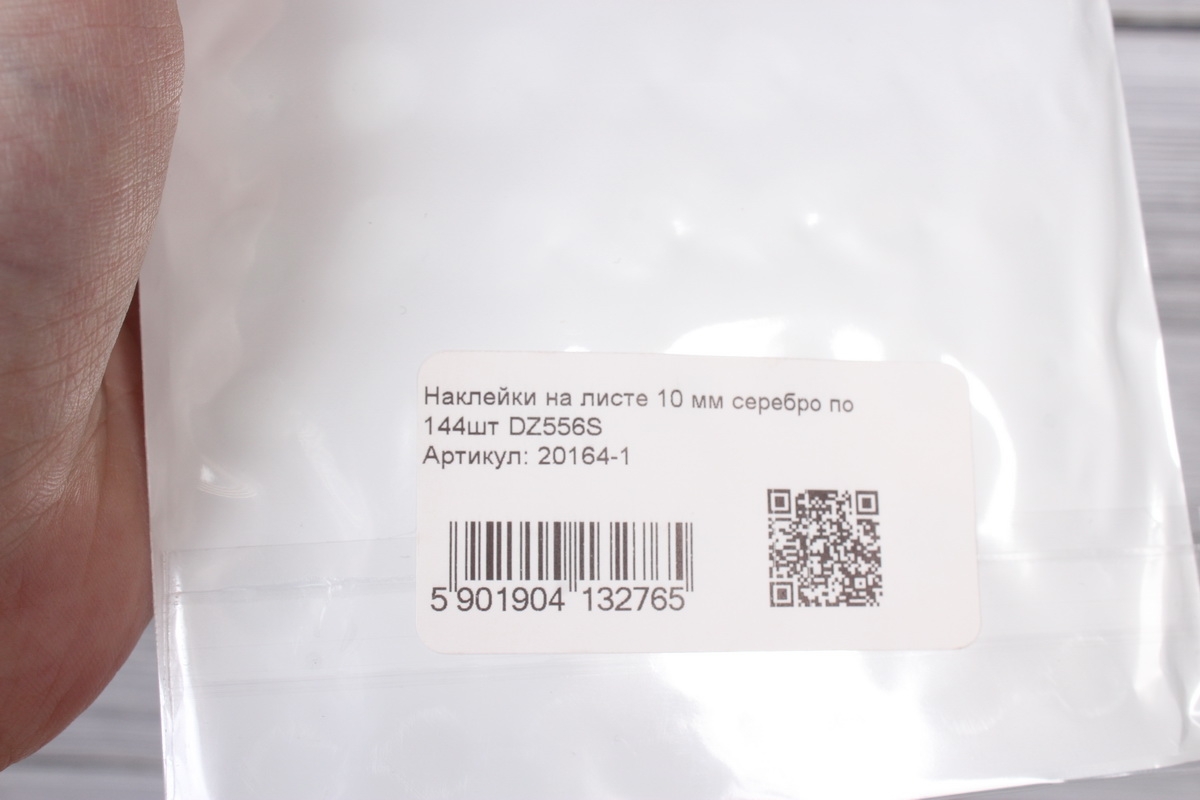 Наклейки на листе 10 мм серебро по
144шт DZ556S
Артикул: 20164-1
5 901904 132765